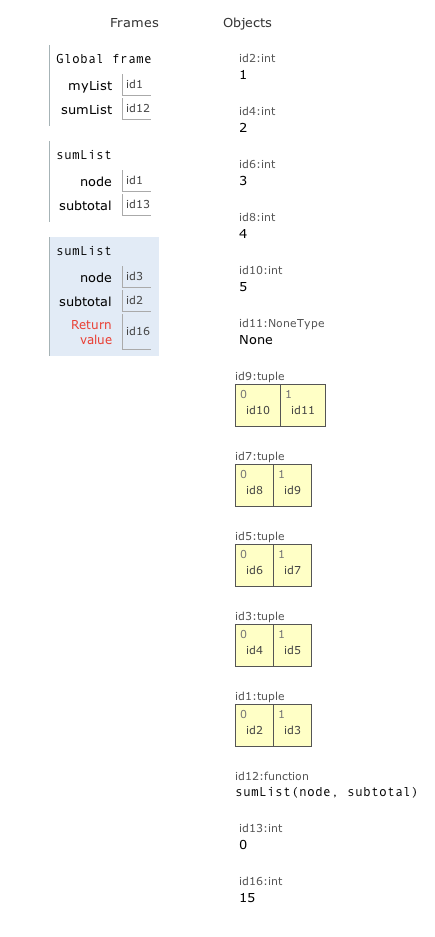 Frames
Global frame
myList id1
sumList id12
sumList
node id1
subtotal id13
sumList
node id3
subtotal id2
Return
value id16
Objects
id2:int
1
id4:int
2
id6:int
3
id8:int
4
id10:int
5
id11:NoneType
None
id9:tuple
0 1
id10 id11
id7:tuple
0 1
id8 id9
id5:tuple
0 1
id6 id7
id3:tuple
0 1
id4 id5
id1:tuple
0 1
id2 id3
id12:function
sumList(node, subtotal)
id13:int
0
id16:int
15